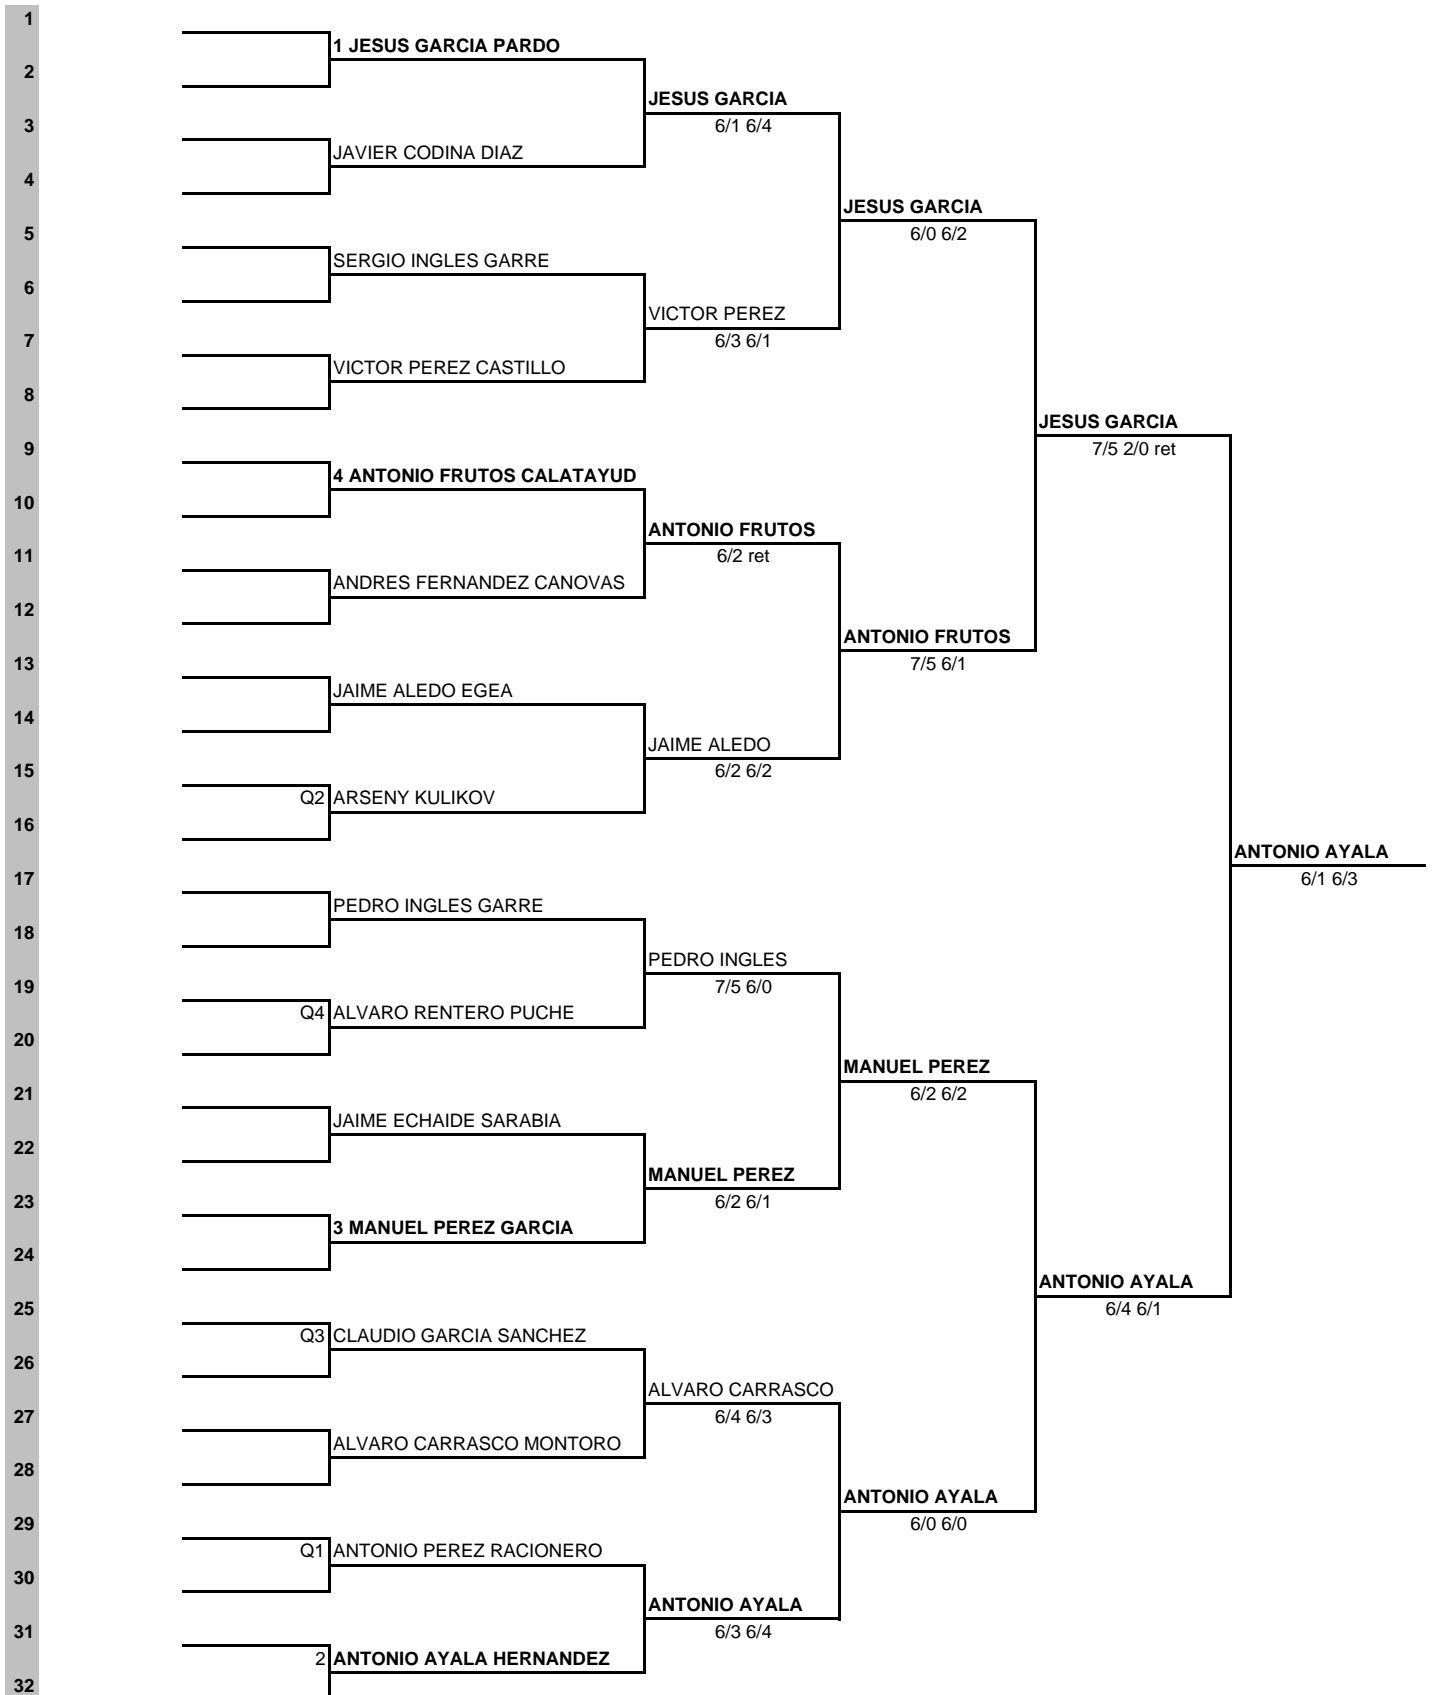 1
1 JESUS GARCIA PARDO
2
JESUS GARCIA
3
6/1 6/4
JAVIER CODINA DIAZ
4
JESUS GARCIA
5
6/0 6/2
SERGIO INGLES GARRE
6
VICTOR PEREZ
7
6/3 6/1
VICTOR PEREZ CASTILLO
8
JESUS GARCIA
9
7/5 2/0 ret
4 ANTONIO FRUTOS CALATAYUD
10
ANTONIO FRUTOS
11
6/2 ret
ANDRES FERNANDEZ CANOVAS
12
ANTONIO FRUTOS
13
7/5 6/1
JAIME ALEDO EGEA
14
JAIME ALEDO
15
6/2 6/2
Q2 ARSENY KULIKOV
16
ANTONIO AYALA
17
6/1 6/3
PEDRO INGLES GARRE
18
PEDRO INGLES
19
7/5 6/0
Q4 ALVARO RENTERO PUCHE
20
MANUEL PEREZ
21
6/2 6/2
JAIME ECHAIDE SARABIA
22
MANUEL PEREZ
23
6/2 6/1
3 MANUEL PEREZ GARCIA
24
ANTONIO AYALA
25
6/4 6/1
Q3 CLAUDIO GARCIA SANCHEZ
26
ALVARO CARRASCO
27
6/4 6/3
ALVARO CARRASCO MONTORO
28
ANTONIO AYALA
29
6/0 6/0
Q1 ANTONIO PEREZ RACIONERO
30
ANTONIO AYALA
31
6/3 6/4
2 ANTONIO AYALA HERNANDEZ
32